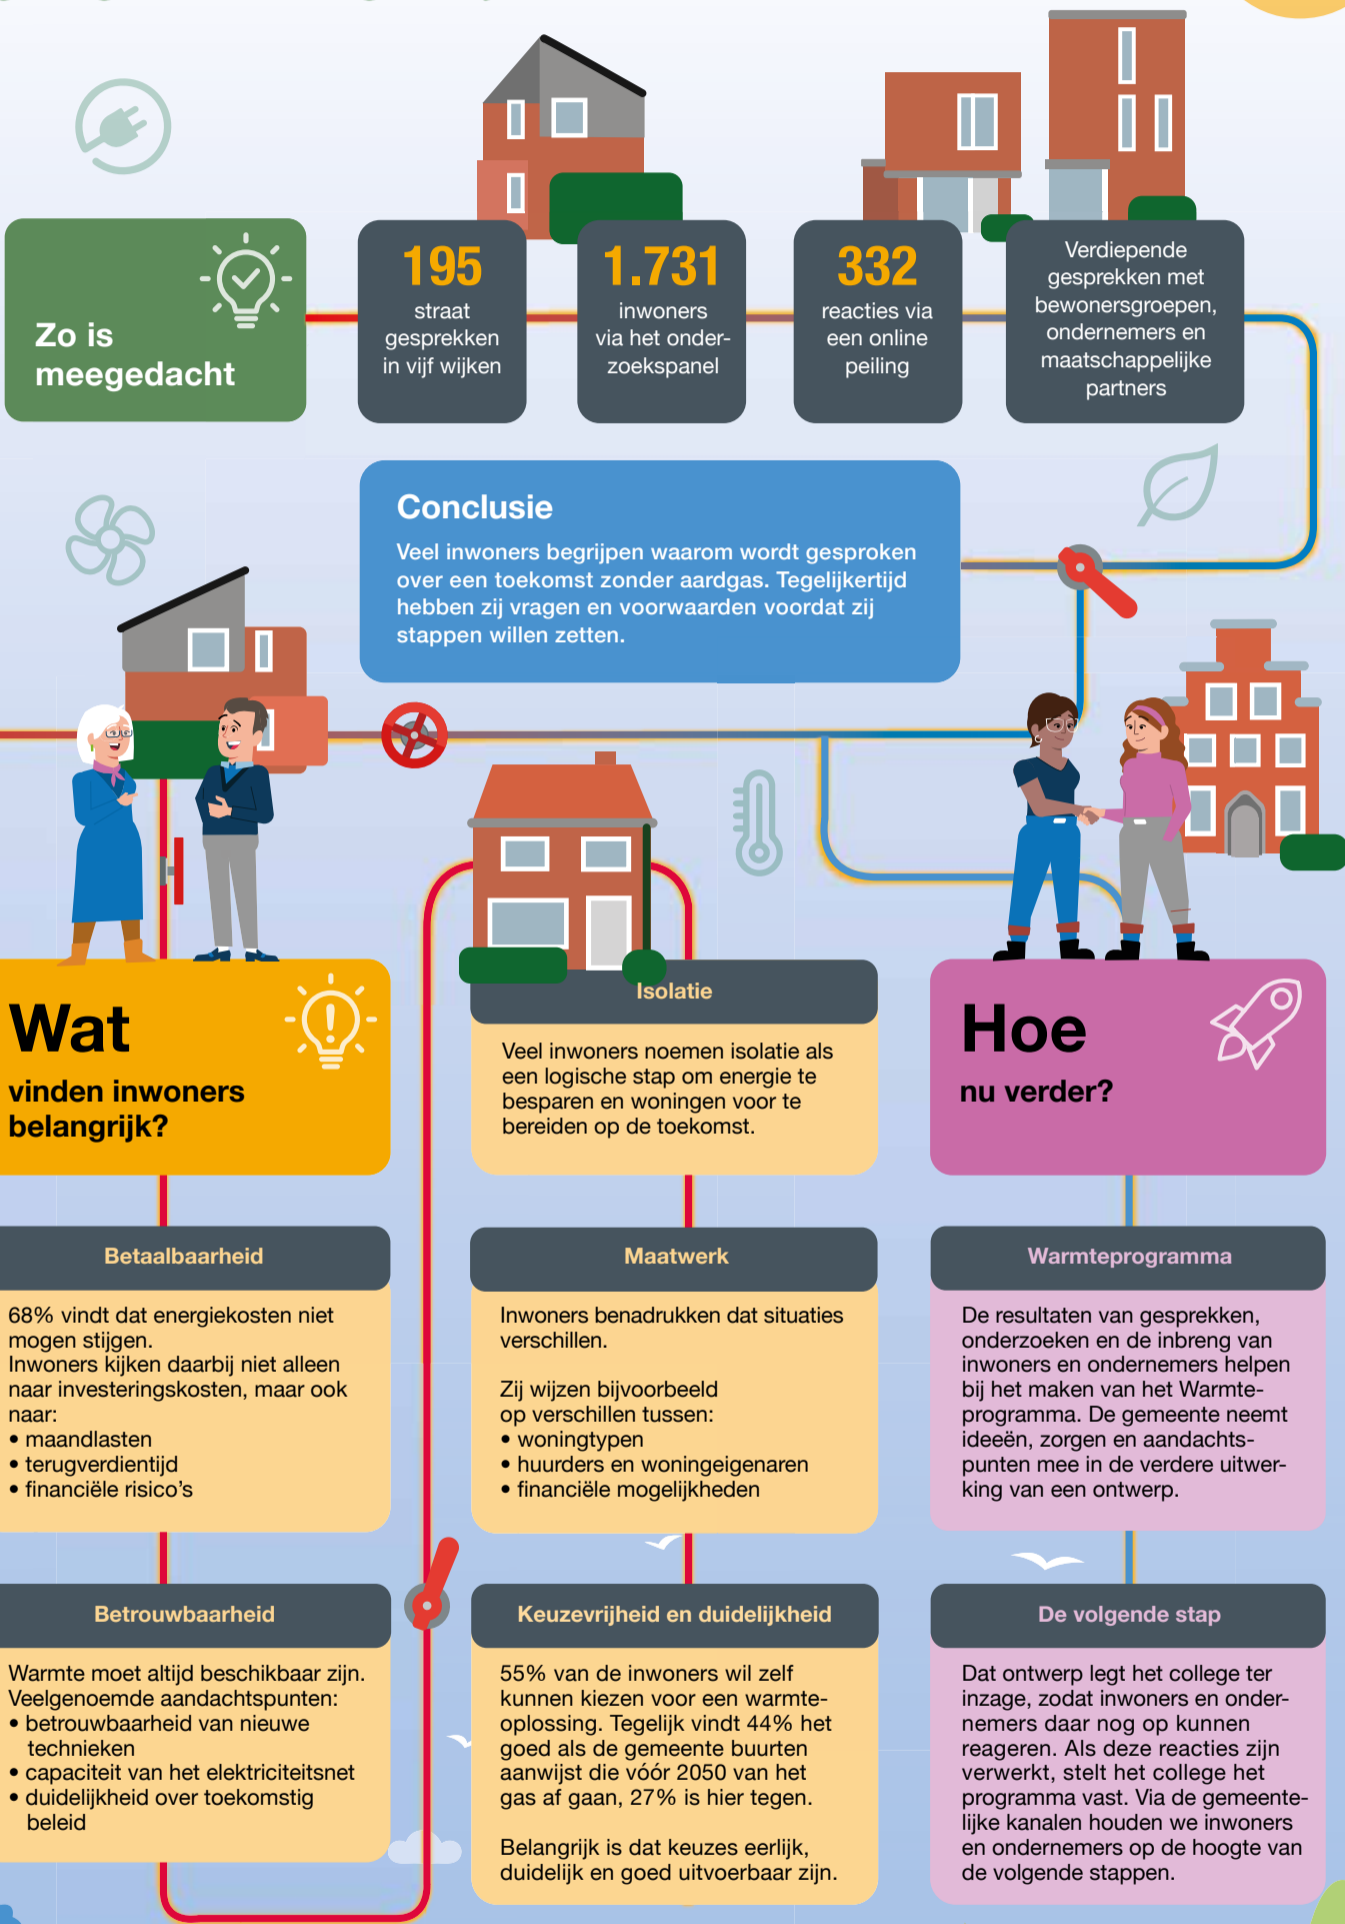 Zo is
meegedacht
195
straat
gesprekken
in vijf wijken
1.731
inwoners
via het onder-
zoekspanel
332
reacties via
een online
peiling
Verdiepende
gesprekken met
bewonersgroepen,
ondernemers en
maatschappelijke
partners
Conclusie
Veel inwoners begrijpen waarom wordt gesproken
over een toekomst zonder aardgas. Tegelijkertijd
hebben zij vragen en voorwaarden voordat zij
stappen willen zetten.
Wat
vinden inwoners
belangrijk?
Betaalbaarheid
68% vindt dat energiekosten niet
mogen stijgen.
Inwoners kijken daarbij niet alleen
naar investeringskosten, maar ook
naar:
• maandlasten
• terugverdientijd
• financiële risico's
Betrouwbaarheid
Warmte moet altijd beschikbaar zijn.
Veelgenoemde aandachtspunten:
• betrouwbaarheid van nieuwe
technieken
• capaciteit van het elektriciteitsnet
• duidelijkheid over toekomstig
beleid
Isolatie
Veel inwoners noemen isolatie als
een logische stap om energie te
besparen en woningen voor te
bereiden op de toekomst.
Maatwerk
Inwoners benadrukken dat situaties
verschillen.
Zij wijzen bijvoorbeeld
op verschillen tussen:
• woningtypen
• huurders en woningeigenaren
• financiële mogelijkheden
Keuzevrijheid en duidelijkheid
55% van de inwoners wil zelf
kunnen kiezen voor een warmte-
oplossing. Tegelijk vindt 44% het
goed als de gemeente buurten
aanwijst die vóór 2050 van het
gas af gaan, 27% is hier tegen.
Belangrijk is dat keuzes eerlijk,
duidelijk en goed uitvoerbaar zijn.
Hoe
nu verder?
Warmteprogramma
De resultaten van gesprekken,
onderzoeken en de inbreng van
inwoners en ondernemers helpen
bij het maken van het Warmte-
programma. De gemeente neemt
ideeën, zorgen en aandachts-
punten mee in de verdere uitwer-
king van een ontwerp.
De volgende stap
Dat ontwerp legt het college ter
inzage, zodat inwoners en onder-
nemers daar nog op kunnen
reageren. Als deze reacties zijn
verwerkt, stelt het college het
programma vast. Via de gemeente-
lijke kanalen houden we inwoners
en ondernemers op de hoogte van
de volgende stappen.